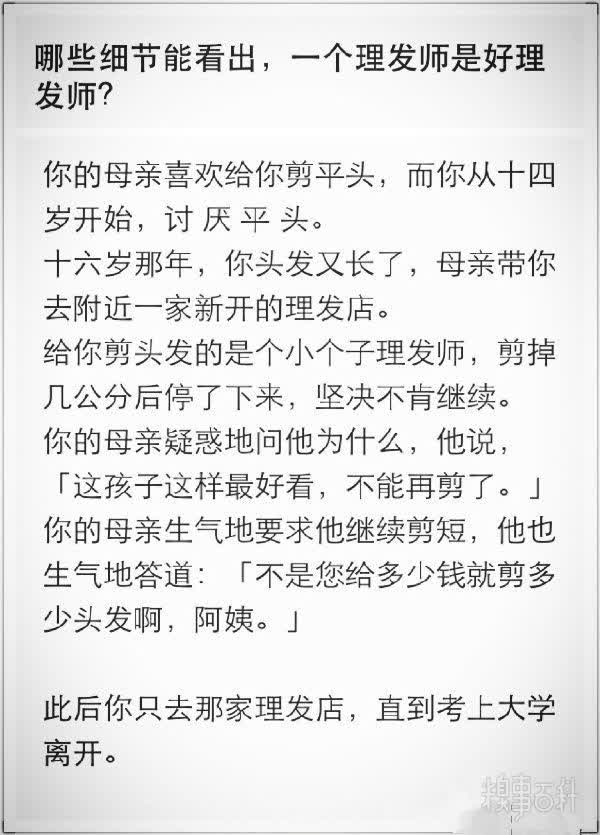 哪些细节能看出，一个理发师是好理
发师?
你的母亲喜欢给你剪平头，而你从十四
岁开始，讨 厌 平 头。
十六岁那年，你头发又长了，母亲带你
去附近一家新开的理发店。
给你剪头发的是个小个子理发师，剪掉
几公分后停了下来，坚决不肯继续。
你的母亲疑惑地问他为什么，他说，
「这孩子这样最好看，不能再剪了。」
你的母亲生气地要求他继续剪短，他也
生气地答道：「不是您给多少钱就剪多
少头发啊，阿姨。」
此后你只去那家理发店，直到考上大学
离开。
糗事百科